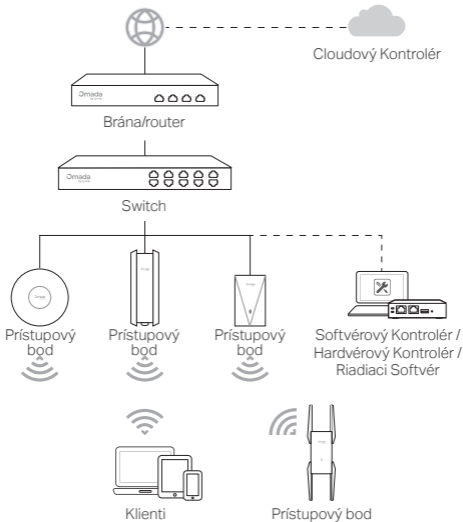 Cloudový Kontrolér
Omada
Brána/router
Omada
Switch
Prístupový
bod
Prístupový
bod
Prístupový
bod
Softvérový Kontrolér /
Hardvérový Kontrolér /
Riadiaci Softvér
Klienti
Prístupový bod